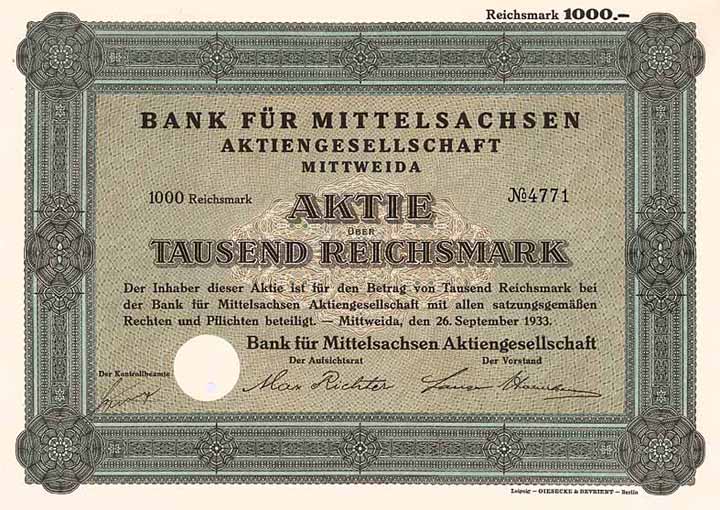 Reichsmark 1000.–
BANK FÜR MITTELSACHSEN
AKTIENGESELLSCHAFT
MITTWEIDA
1000 Reichsmark
№4771
AKTIE
ÜBER
TAUSEND REICHSMARK
Der Inhaber dieser Aktie ist für den Betrag von Tausend Reichsmark bei
der Bank für Mittelsachsen Aktiengesellschaft mit allen satzungsgemäßen
Rechten und Pflichten beteiligt. — Mittweida, den 26. September 1933.
Bank für Mittelsachsen Aktiengesellschaft
Der Aufsichtsrat
Der Vorstand
Der Kontrollbeamte
Max Richter
Leipzig — GIESECKE & DEVRIENT — Berlin